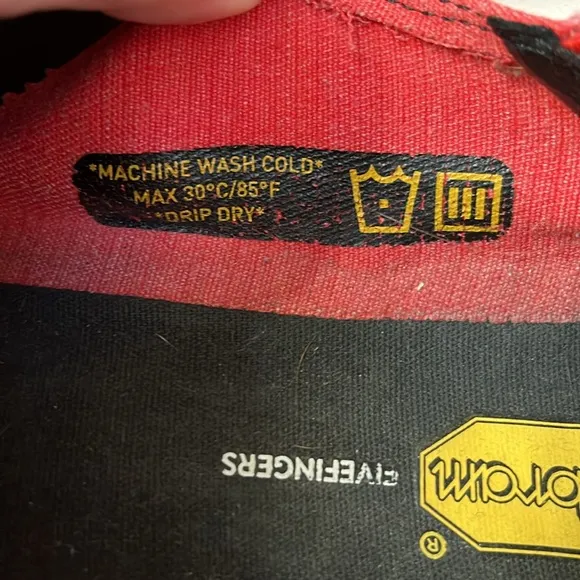 *MACHINE WASH COLD*
MAX 30°C/85°F
*DRIP DRY*
FIVEFINGERS
®